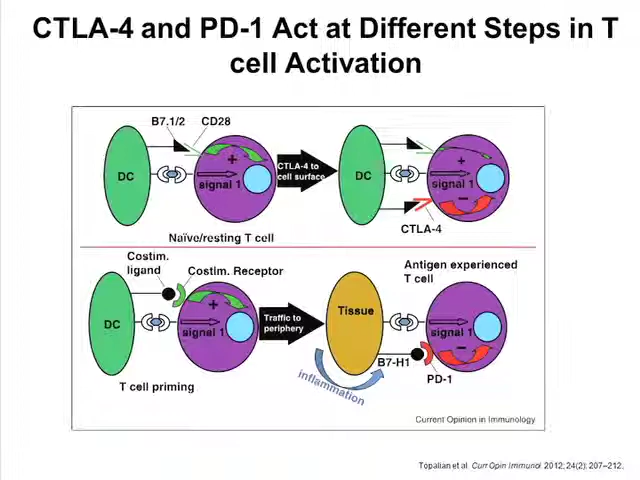 CTLA-4 and PD-1 Act at Different Steps in T
cell Activation
B7.1/2
CD28
DC
+
signal 1
CTLA-4 to
cell surface
DC
+
signal 1
−
CTLA-4
Naïve/resting T cell
Costim.
ligand
Costim. Receptor
DC
+
signal 1
T cell priming
Traffic to
periphery
Tissue
inflammation
Antigen experienced
T cell
signal 1
−
B7-H1
PD-1
Current Opinion in Immunology
Topalian et al Curr Opin Immunol 2012; 24(2): 207–212.